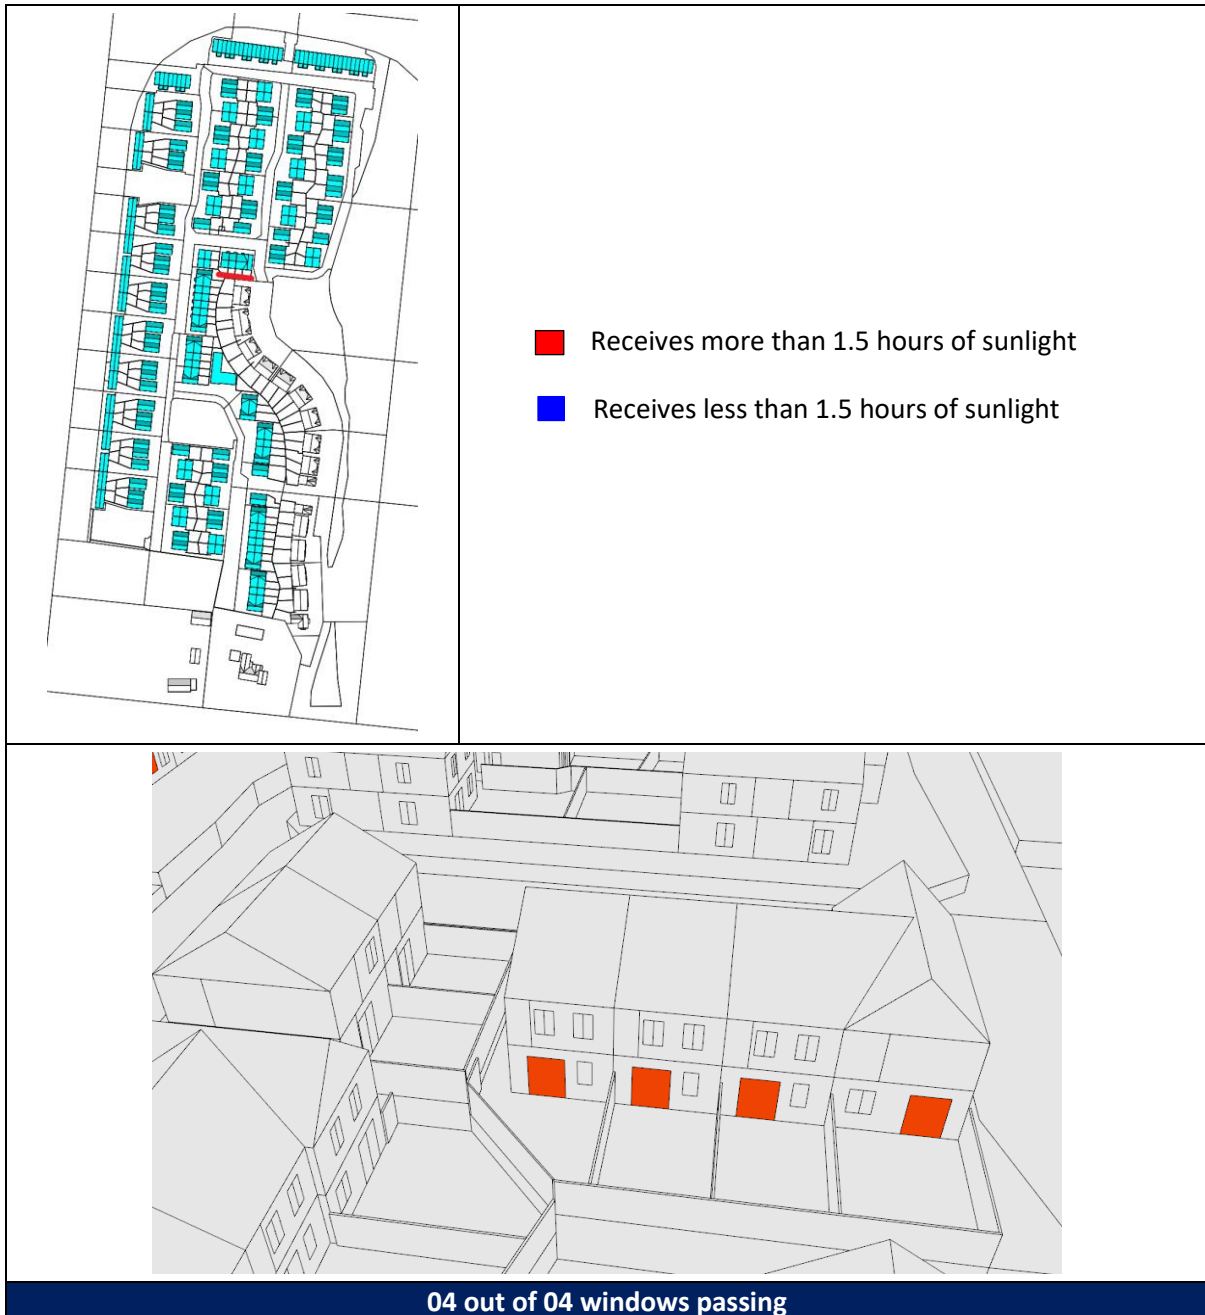 Receives more than 1.5 hours of sunlight
Receives less than 1.5 hours of sunlight
04 out of 04 windows passing